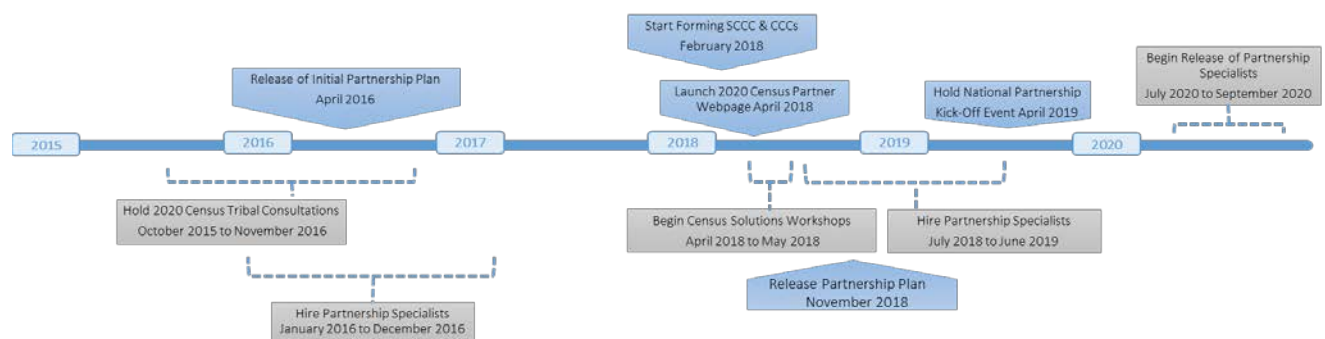 Start Forming SCCC & CCCs
February 2018
Release of Initial Partnership Plan
April 2016
Launch 2020 Census Partner
Webpage April 2018
Hold National Partnership
Kick-Off Event April 2019
Begin Release of Partnership
Specialists
July 2020 to September 2020
2015
2016
2017
2018
2019
2020
Hold 2020 Census Tribal Consultations
October 2015 to November 2016
Begin Census Solutions Workshops
April 2018 to May 2018
Hire Partnership Specialists
July 2018 to June 2019
Release Partnership Plan
November 2018
Hire Partnership Specialists
January 2016 to December 2016